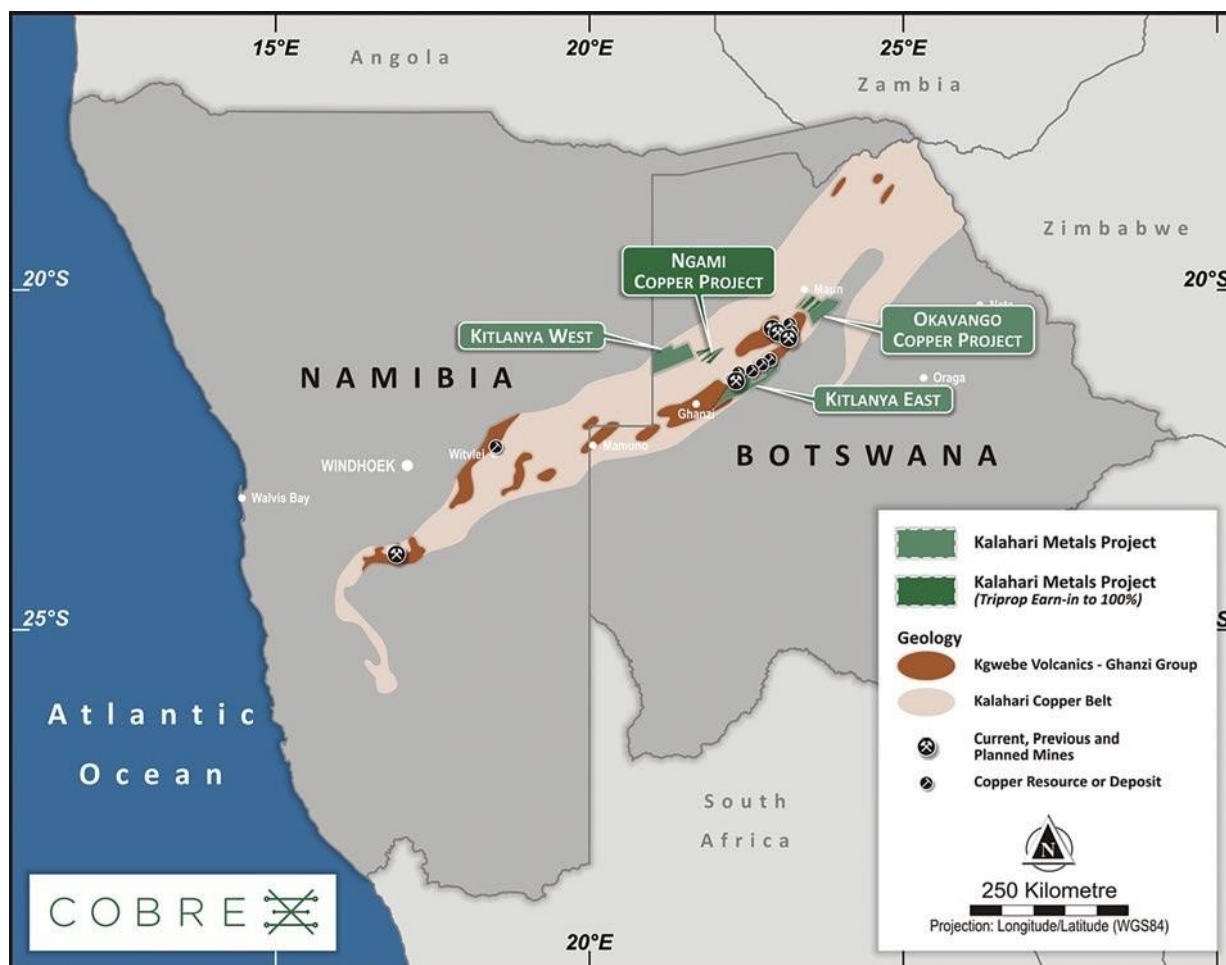 15°E
20°E
25°E
Angola
Zambia
Zimbabwe
20°S
20°S
NGAMI
COPPER PROJECT
Maun
Nata
OKAVANGO
COPPER PROJECT
KITLANYA WEST
Oraga
NAMIBIA
KITLANYA EAST
Ghanzi
BOTSWANA
Mamuno
Witvlei
WINDHOEK
Walvis Bay
25°S
S
Atlantic
Ocean
South
Africa
Kalahari Metals Project
Kalahari Metals Project
(Triprop Earn-in to 100%)
Geology
Kgwebe Volcanics - Ghanzi Group
Kalahari Copper Belt
Current, Previous and
Planned Mines
Copper Resource or Deposit
N
250 Kilometre
Projection: Longitude/Latitude (WGS84)
COBRE
20°E